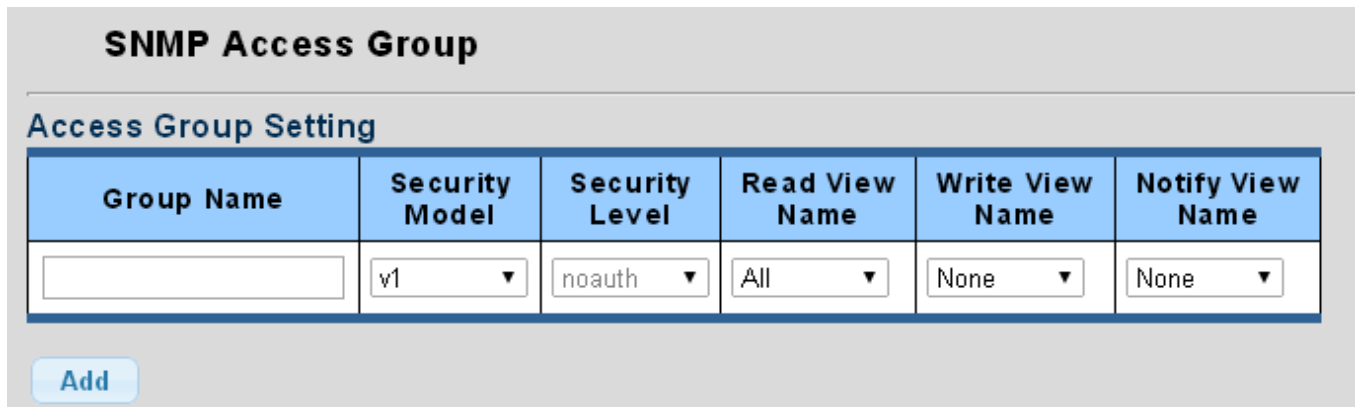 SNMP Access Group
Access Group Setting
Group Name Security Model Security Level Read View Name Write View Name Notify View Name
v1 noauth All None None
Add